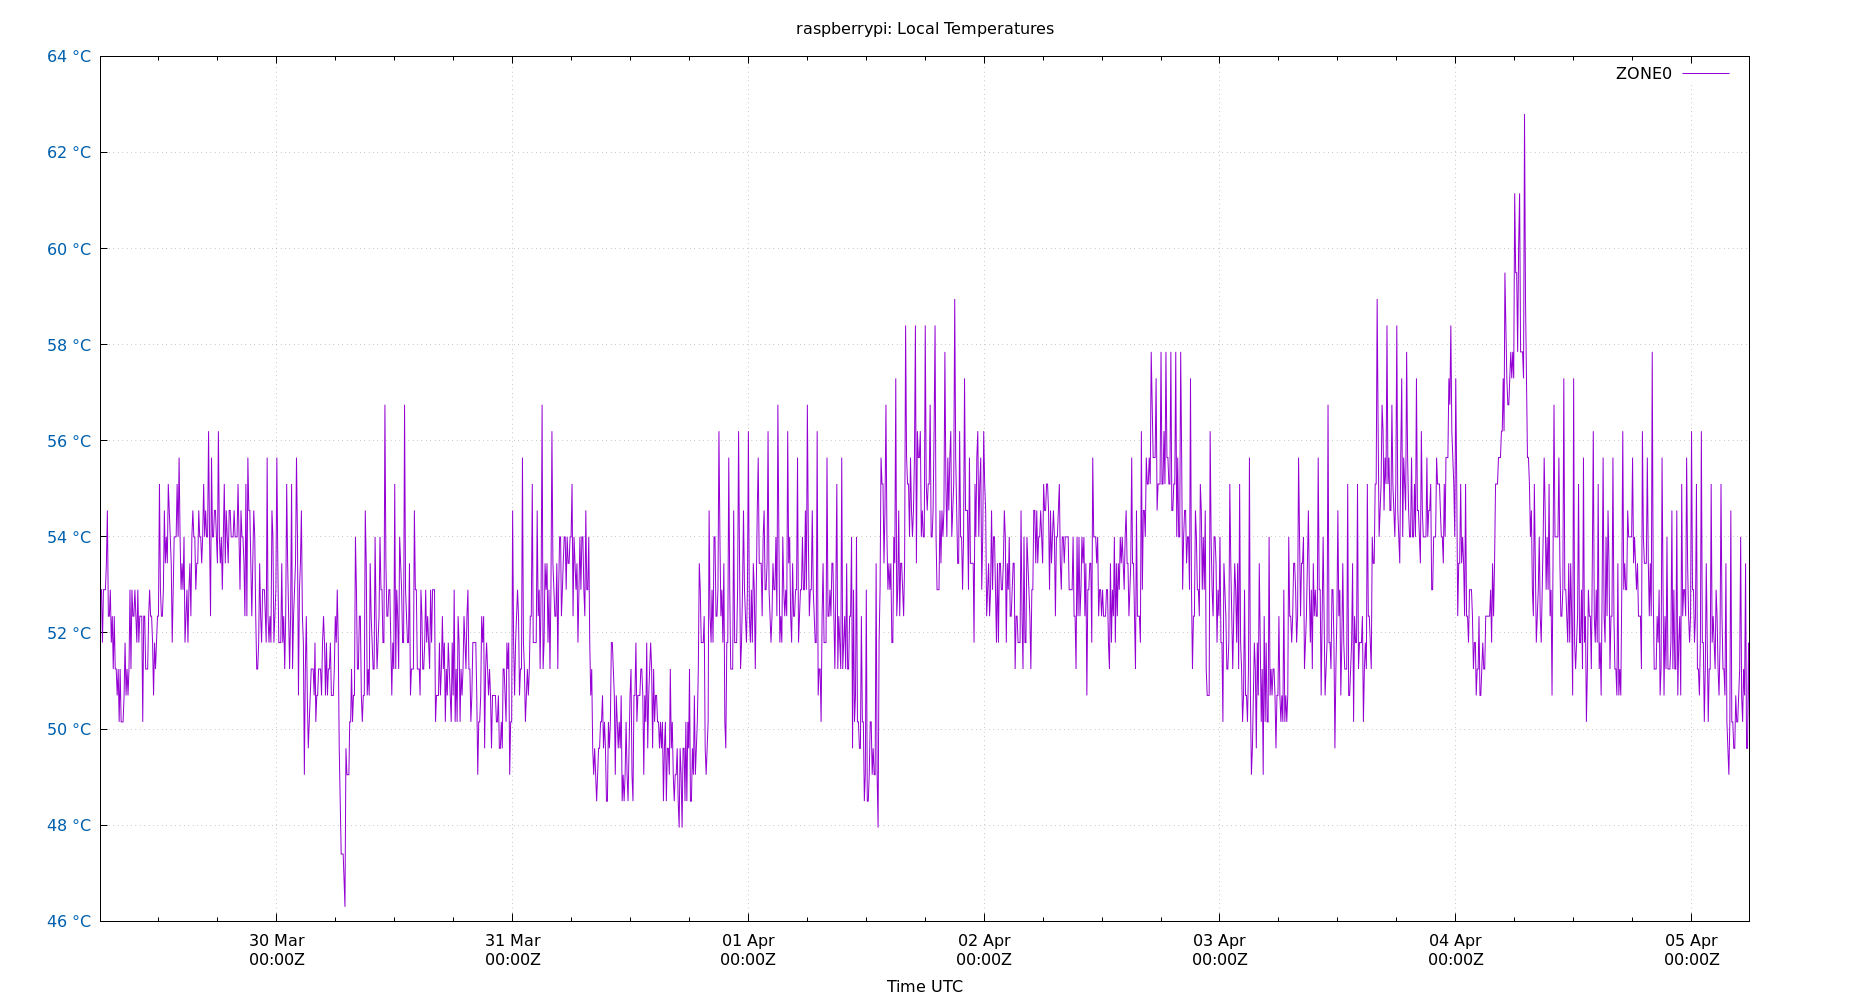 raspberrypi: Local Temperatures
64 °C
ZONE0
62 °C
60 °C
58 °C
56 °C
54 °C
52 °C
50 °C
48 °C
46 °C
30 Mar 31 Mar 01 Apr 02 Apr 03 Apr 04 Apr 05 Apr
00:00Z 00:00Z 00:00Z 00:00Z 00:00Z 00:00Z 00:00Z
Time UTC